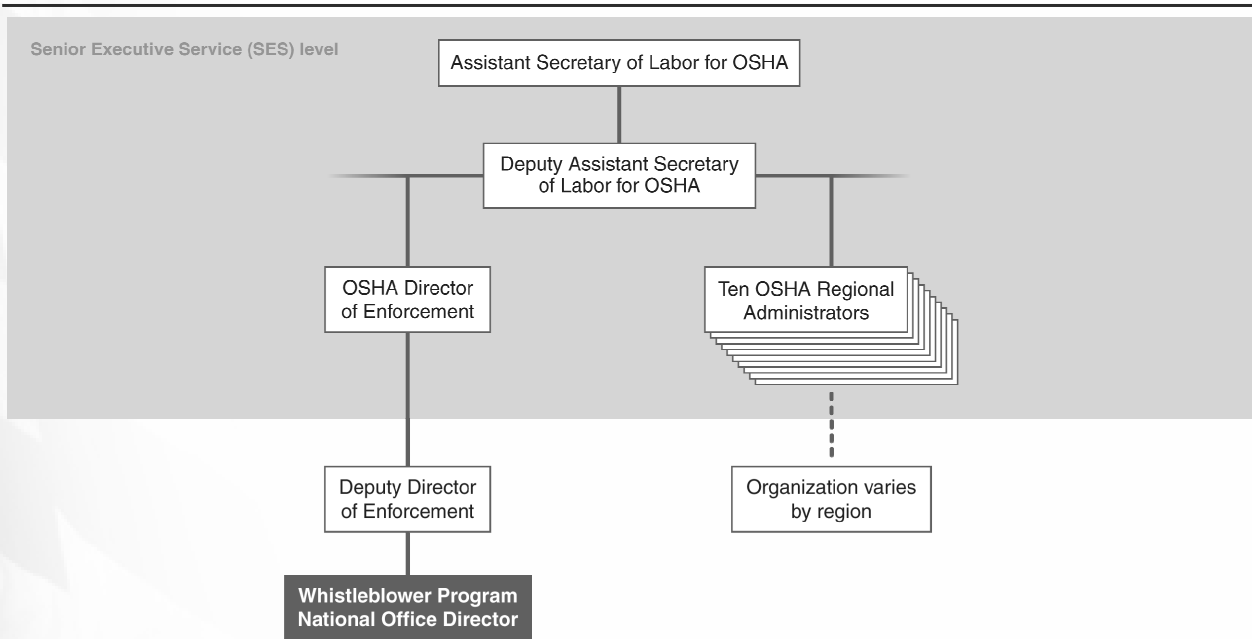 Senior Executive Service (SES) level
Assistant Secretary of Labor for OSHA
Deputy Assistant Secretary
of Labor for OSHA
OSHA Director
of Enforcement
Ten OSHA Regional
Administrators
Deputy Director
of Enforcement
Organization varies
by region
Whistleblower Program
National Office Director